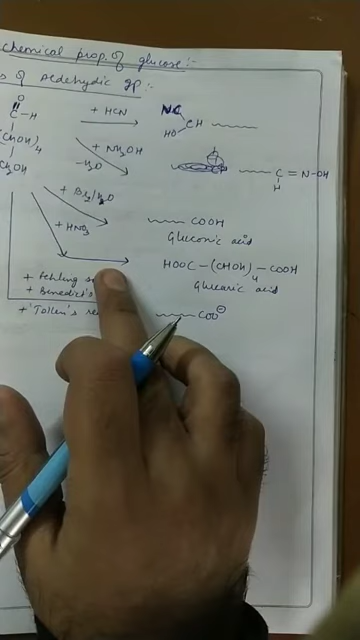 chemical prop. of glucose:-
s of aldehydic gp:-
O
C-H
(CHOH)4
CH2OH
+ HCN
NC
HO CH
+ NH2OH
-H2O
C = N-OH
H
+ Br2/H2O
COOH
Gluconic acid
+ HNO3
HOOC-(CHOH)4-COOH
Glucaric acid
+ Fehling
+ Benedict's
+ Tollen's re
COO⊖